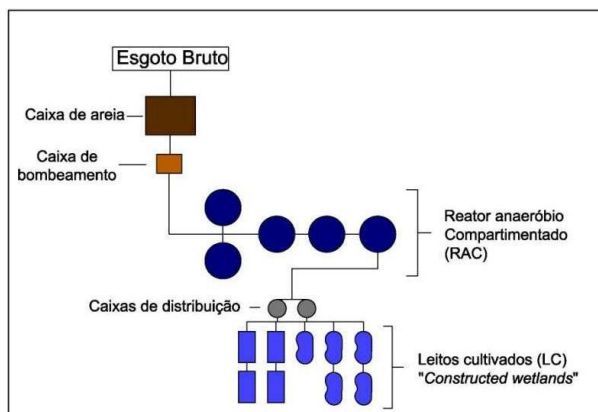 Esgoto Bruto
Caixa de areia
Caixa de
bombeamento
Reator anaeróbio
Compartimentado
(RAC)
Caixas de distribuição
Leitos cultivados (LC)
"Constructed wetlands"